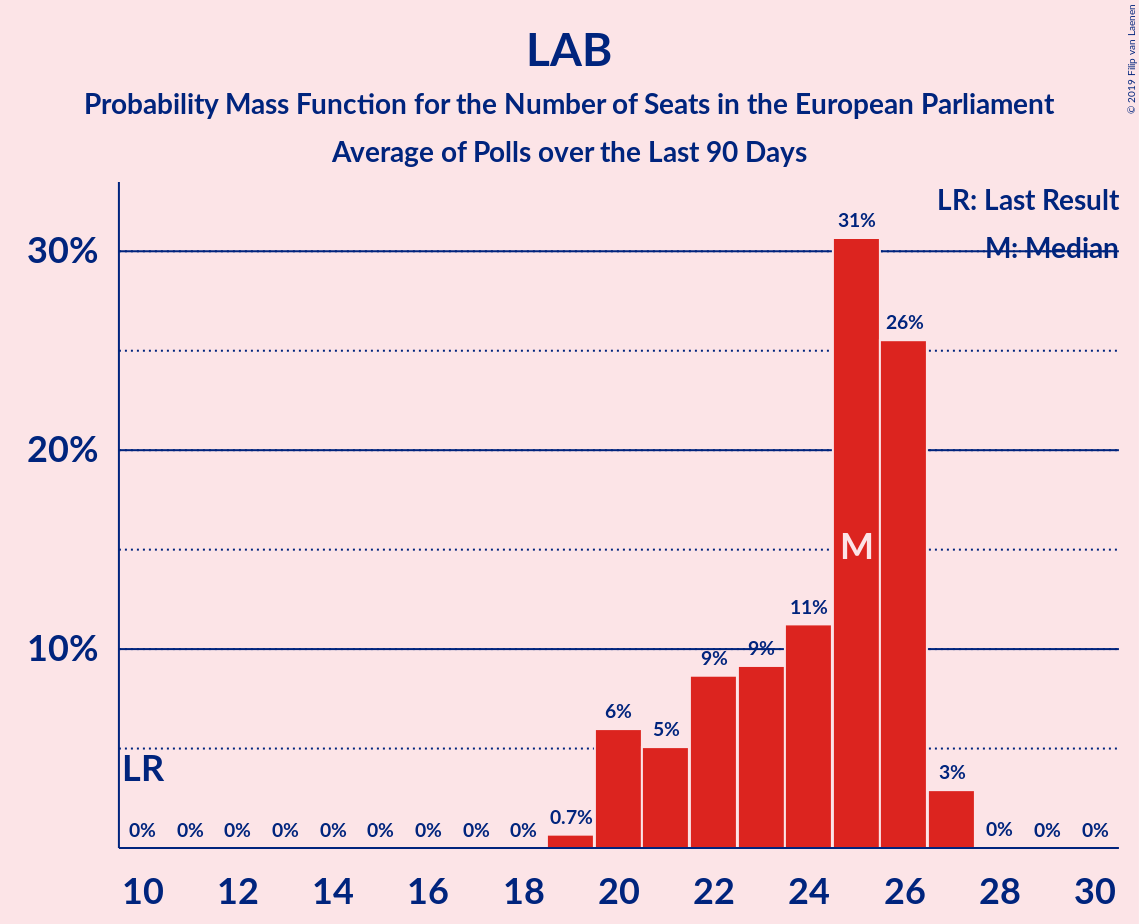 LAB
Probability Mass Function for the Number of Seats in the European Parliament
Average of Polls over the Last 90 Days
© 2019 Filip van Laenen
LR: Last Result
M: Median
30%
20%
10%
31%
26%
M
11%
9%
9%
6%
5%
3%
0.7%
LR
0% 0% 0% 0% 0% 0% 0% 0% 0% 0% 0% 0%
10 12 14 16 18 20 22 24 26 28 30